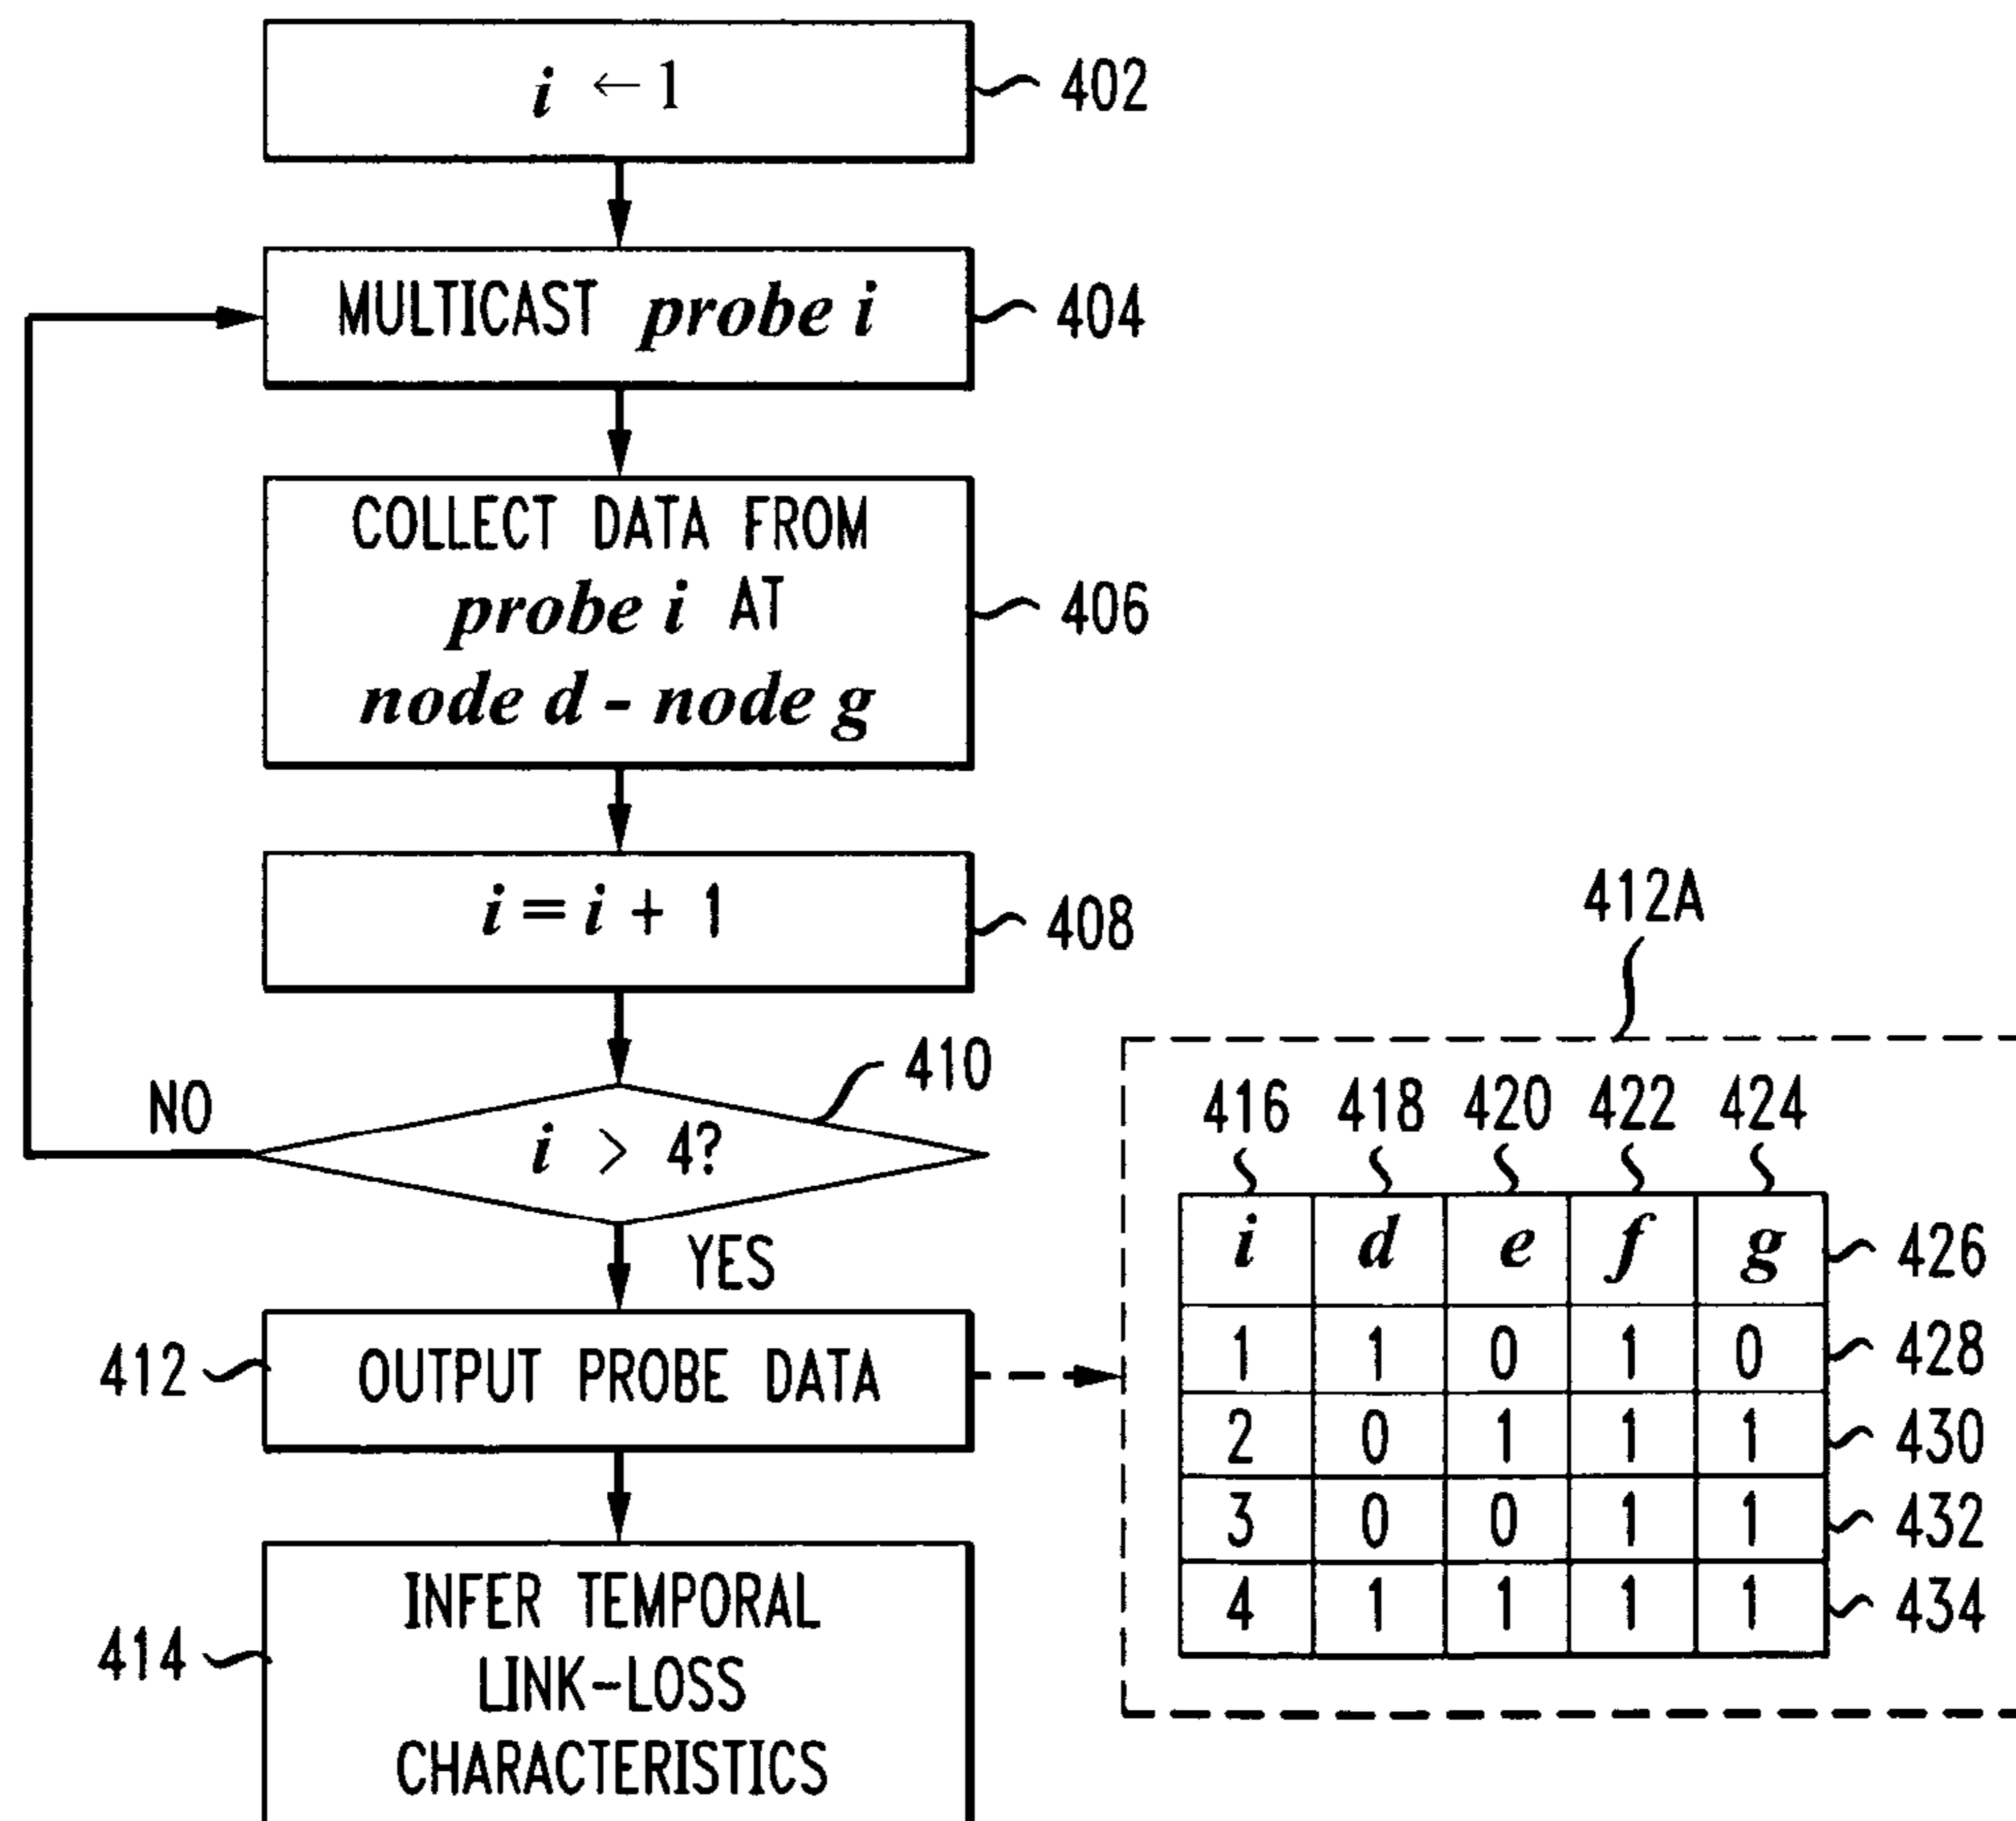 i ← 1
402
MULTICAST probe i
404
COLLECT DATA FROM
probe i AT
node d - node g
406
i = i + 1
408
412A
410
NO
i > 4?
YES
412
OUTPUT PROBE DATA
414
INFER TEMPORAL
LINK-LOSS
CHARACTERISTICS
416 418 420 422 424
i d e f g 426
1 1 0 1 0 428
2 0 1 1 1 430
3 0 0 1 1 432
4 1 1 1 1 434